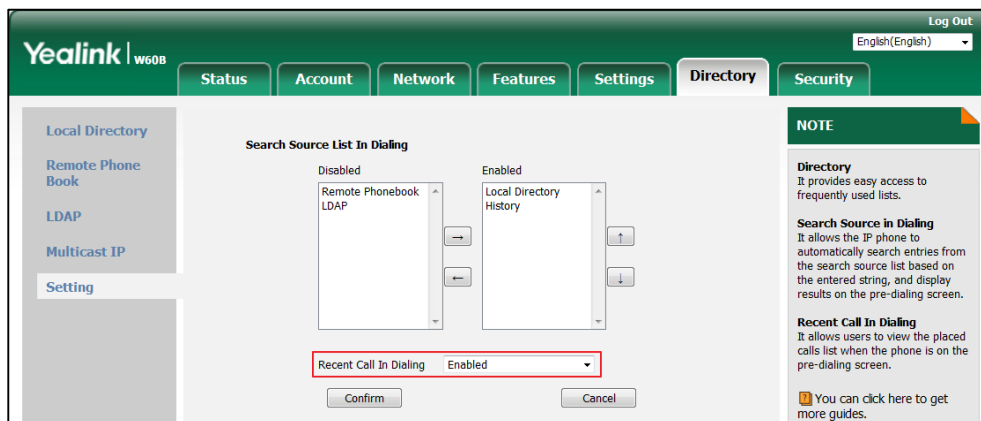 Log Out
Yealink | W60B
English(English)
Status Account Network Features Settings Directory Security
Local Directory
Remote Phone
Book
LDAP
Multicast IP
Setting
Search Source List In Dialing
Disabled Enabled
Remote Phonebook
LDAP
Local Directory
History
→
←
↑
↓
Recent Call In Dialing Enabled
Confirm Cancel
NOTE
Directory
It provides easy access to
frequently used lists.
Search Source in Dialing
It allows the IP phone to
automatically search entries from
the search source list based on
the entered string, and display
results on the pre-dialing screen.
Recent Call In Dialing
It allows users to view the placed
calls list when the phone is on the
pre-dialing screen.
? You can click here to get
more guides.